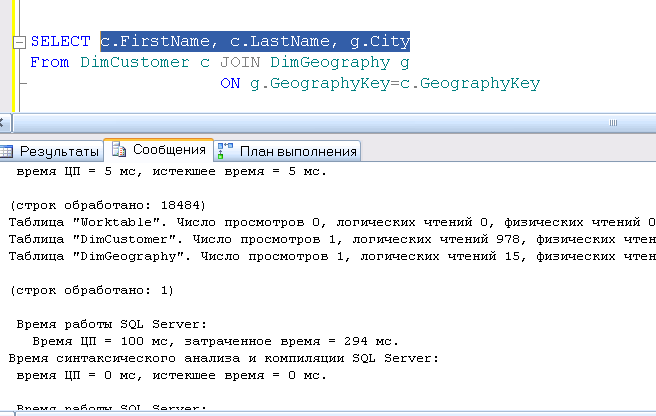 SELECT c.FirstName, c.LastName, g.City
From DimCustomer c JOIN DimGeography g
ON g.GeographyKey=c.GeographyKey
Результаты Сообщения План выполнения
время ЦП = 5 мс, истекшее время = 5 мс.
(строк обработано: 18484)
Таблица "Worktable". Число просмотров 0, логических чтений 0, физических чтений 0
Таблица "DimCustomer". Число просмотров 1, логических чтений 978, физических чтен
Таблица "DimGeography". Число просмотров 1, логических чтений 15, физических чтен
(строк обработано: 1)
Время работы SQL Server:
Время ЦП = 100 мс, затраченное время = 294 мс.
Время синтаксического анализа и компиляции SQL Server:
время ЦП = 0 мс, истекшее время = 0 мс.
Время работы SQL Server: